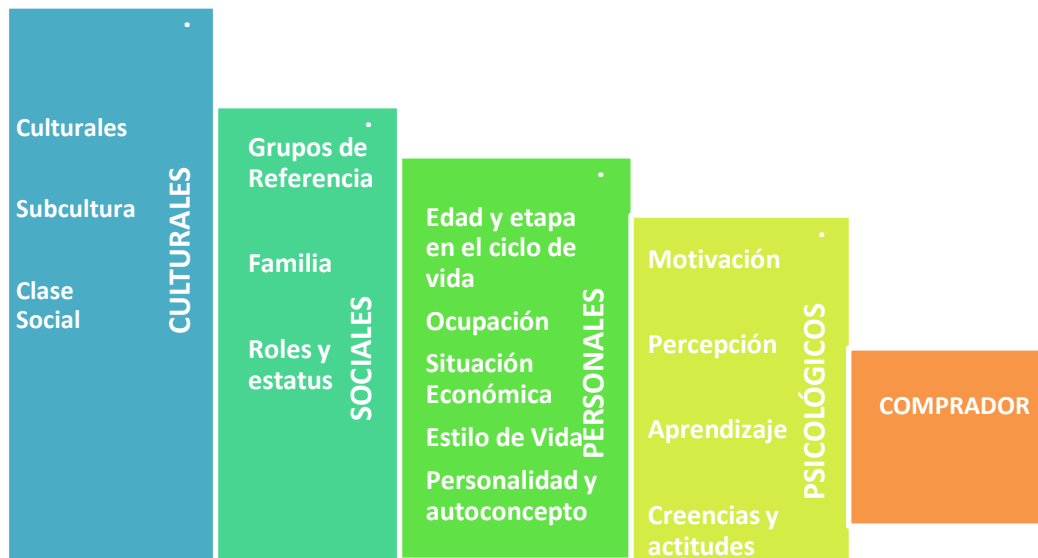 Culturales
Subcultura
Clase
Social
CULTURALES
Grupos de
Referencia
Familia
Roles y
estatus
SOCIALES
Edad y etapa
en el ciclo de
vida
Ocupación
Situación
Económica
Estilo de Vida
Personalidad y
autoconcepto
PERSONALES
Motivación
Percepción
Aprendizaje
Creencias y
actitudes
PSICOLÓGICOS
COMPRADOR